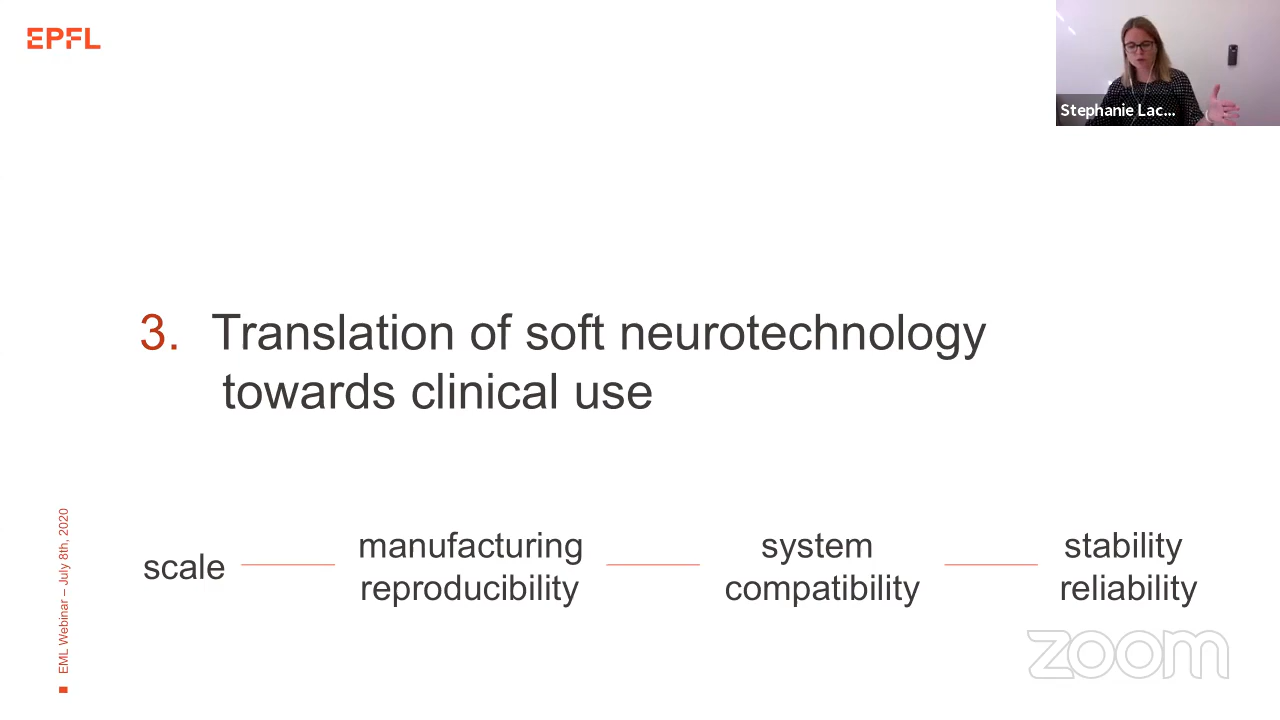 EPFL
Stephanie Lac...
3. Translation of soft neurotechnology
towards clinical use
scale
manufacturing
reproducibility
system
compatibility
stability
reliability
EML Webinar – July 8th, 2020
zoom